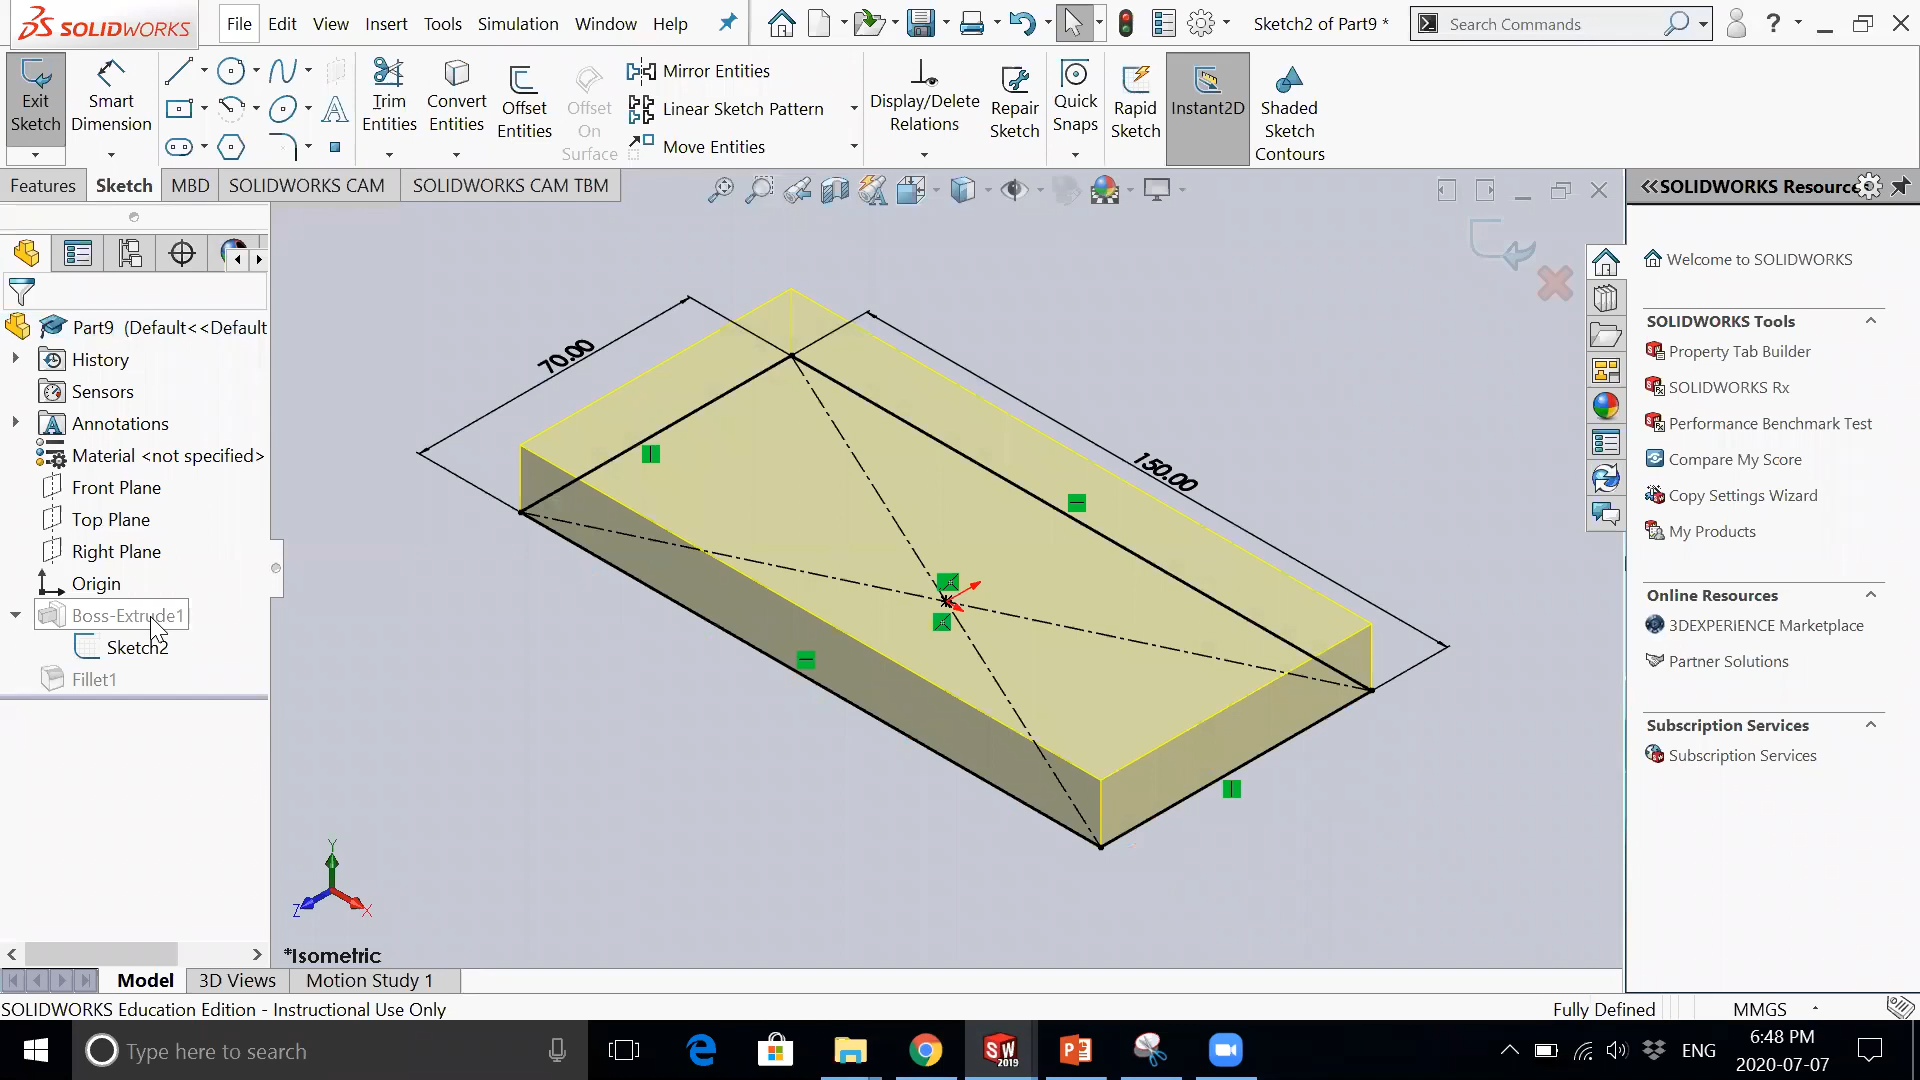 SOLIDWORKS File Edit View Insert Tools Simulation Window Help Sketch2 of Part9 * Search Commands ?
Exit Sketch
Smart Dimension
Trim Entities
Convert Entities
Offset Entities
Offset On Surface
Mirror Entities
Linear Sketch Pattern
Move Entities
Display/Delete Relations
Repair Sketch
Quick Snaps
Rapid Sketch
Instant2D
Shaded Sketch Contours
Features Sketch MBD SOLIDWORKS CAM SOLIDWORKS CAM TBM
Part9 (Default<<Default
History
Sensors
Annotations
Material <not specified>
Front Plane
Top Plane
Right Plane
Origin
Boss-Extrude1
Sketch2
Fillet1
70.00
150.00
Y
Z
X
*Isometric
SOLIDWORKS Resourc
Welcome to SOLIDWORKS
SOLIDWORKS Tools
Property Tab Builder
SOLIDWORKS Rx
Performance Benchmark Test
Compare My Score
Copy Settings Wizard
My Products
Online Resources
3DEXPERIENCE Marketplace
Partner Solutions
Subscription Services
Subscription Services
Model 3D Views Motion Study 1
SOLIDWORKS Education Edition - Instructional Use Only Fully Defined MMGS
Type here to search
SW 2019
ENG
6:48 PM
2020-07-07